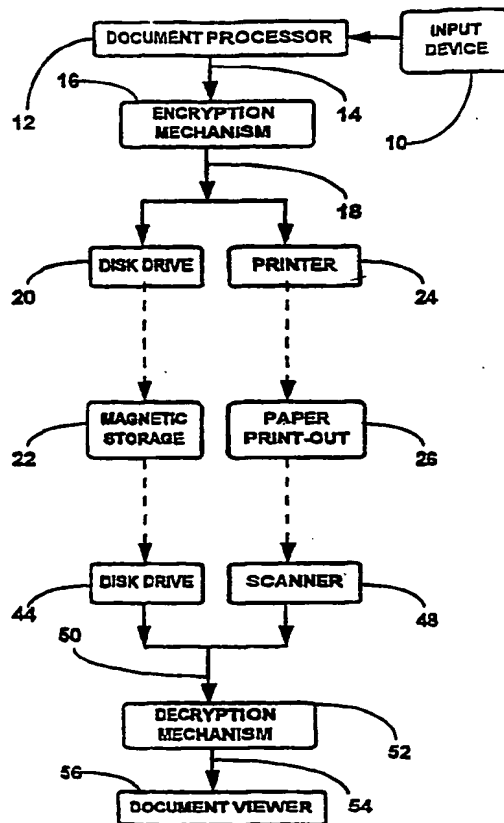 DOCUMENT PROCESSOR
INPUT
DEVICE
12
16
14
10
ENCRYPTION
MECHANISM
18
DISK DRIVE
PRINTER
20
24
MAGNETIC
STORAGE
PAPER
PRINT-OUT
22
26
DISK DRIVE
SCANNER
44
48
50
DECRYPTION
MECHANISM
52
56
54
DOCUMENT VIEWER